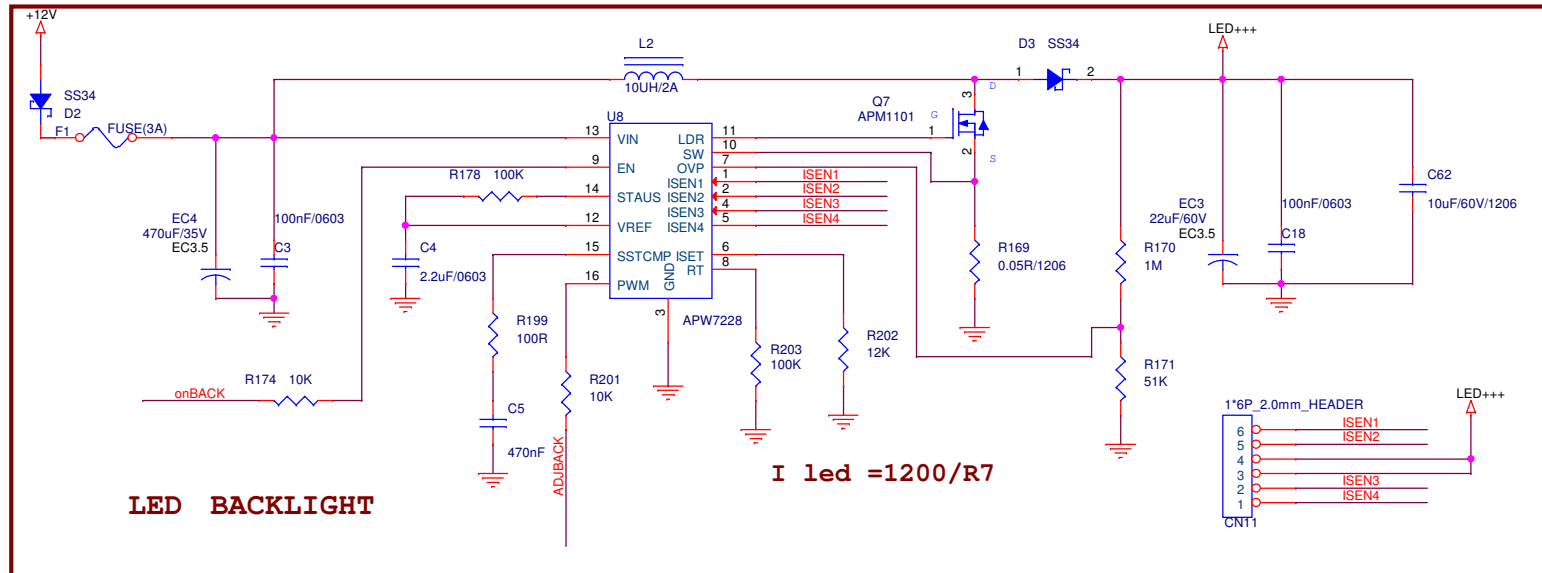 +12V
SS34
D2
F1
FUSE(3A)
L2
10UH/2A
D3 SS34
LED+++
1
2
Q7
APM1101
3
D
G
1
2
S
U8
13
VIN
9
EN
14
STAUS
12
VREF
15
SSTCMP
16
PWM
GND
3
LDR
11
SW
10
OVP
7
ISEN1
1
ISEN1
ISEN2
2
ISEN2
ISEN3
4
ISEN3
ISEN4
5
ISEN4
ISET
6
RT
8
APW7228
R178 100K
EC4
470uF/35V
EC3.5
100nF/0603
C3
C4
2.2uF/0603
R199
100R
C5
470nF
R174 10K
onBACK
R201
10K
ADJBACK
R203
100K
R202
12K
R169
0.05R/1206
R170
1M
R171
51K
EC3
22uF/60V
EC3.5
100nF/0603
C18
C62
10uF/60V/1206
I led =1200/R7
LED BACKLIGHT
1*6P_2.0mm_HEADER
LED+++
6
ISEN1
5
ISEN2
4
3
2
ISEN3
1
ISEN4
CN11